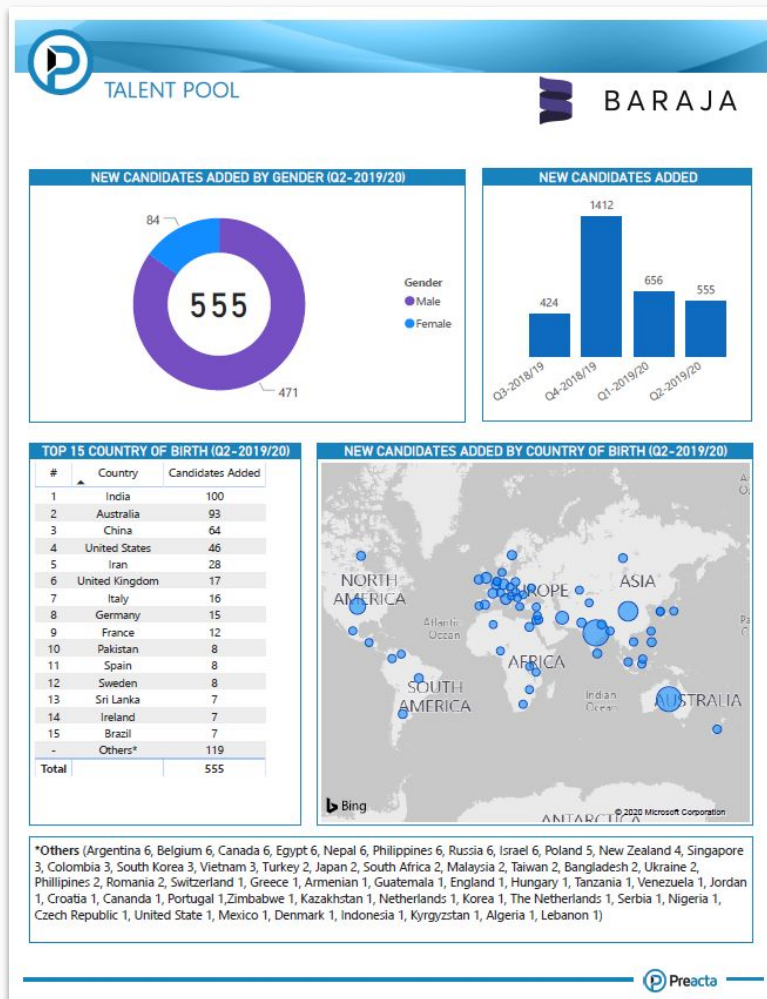 TALENT POOL
BARAJA
NEW CANDIDATES ADDED BY GENDER (Q2-2019/20)
84
555
471
Gender
Male
Female
NEW CANDIDATES ADDED
1412
656
555
424
Q3-2018/19
Q4-2018/19
Q1-2019/20
Q2-2019/20
TOP 15 COUNTRY OF BIRTH (Q2-2019/20)
# Country Candidates Added
1 India 100
2 Australia 93
3 China 64
4 United States 46
5 Iran 28
6 United Kingdom 17
7 Italy 16
8 Germany 15
9 France 12
10 Pakistan 8
11 Spain 8
12 Sweden 8
13 Sri Lanka 7
14 Ireland 7
15 Brazil 7
- Others* 119
Total 555
NEW CANDIDATES ADDED BY COUNTRY OF BIRTH (Q2-2019/20)
NORTH
AMERICA
ASIA
Atlantic
Ocean
AFRICA
SOUTH
AMERICA
Indian
Ocean
AUSTRALIA
Bing
© 2020 Microsoft Corporation
*Others (Argentina 6, Belgium 6, Canada 6, Egypt 6, Nepal 6, Philippines 6, Russia 6, Israel 6, Poland 5, New Zealand 4, Singapore
3, Colombia 3, South Korea 3, Vietnam 3, Turkey 2, Japan 2, South Africa 2, Malaysia 2, Taiwan 2, Bangladesh 2, Ukraine 2,
Phillipines 2, Romania 2, Switzerland 1, Greece 1, Armenian 1, Guatemala 1, England 1, Hungary 1, Tanzania 1, Venezuela 1, Jordan
1, Croatia 1, Cananda 1, Portugal 1,Zimbabwe 1, Kazakhstan 1, Netherlands 1, Korea 1, The Netherlands 1, Serbia 1, Nigeria 1,
Czech Republic 1, United State 1, Mexico 1, Denmark 1, Indonesia 1, Kyrgyzstan 1, Algeria 1, Lebanon 1)
Preacta